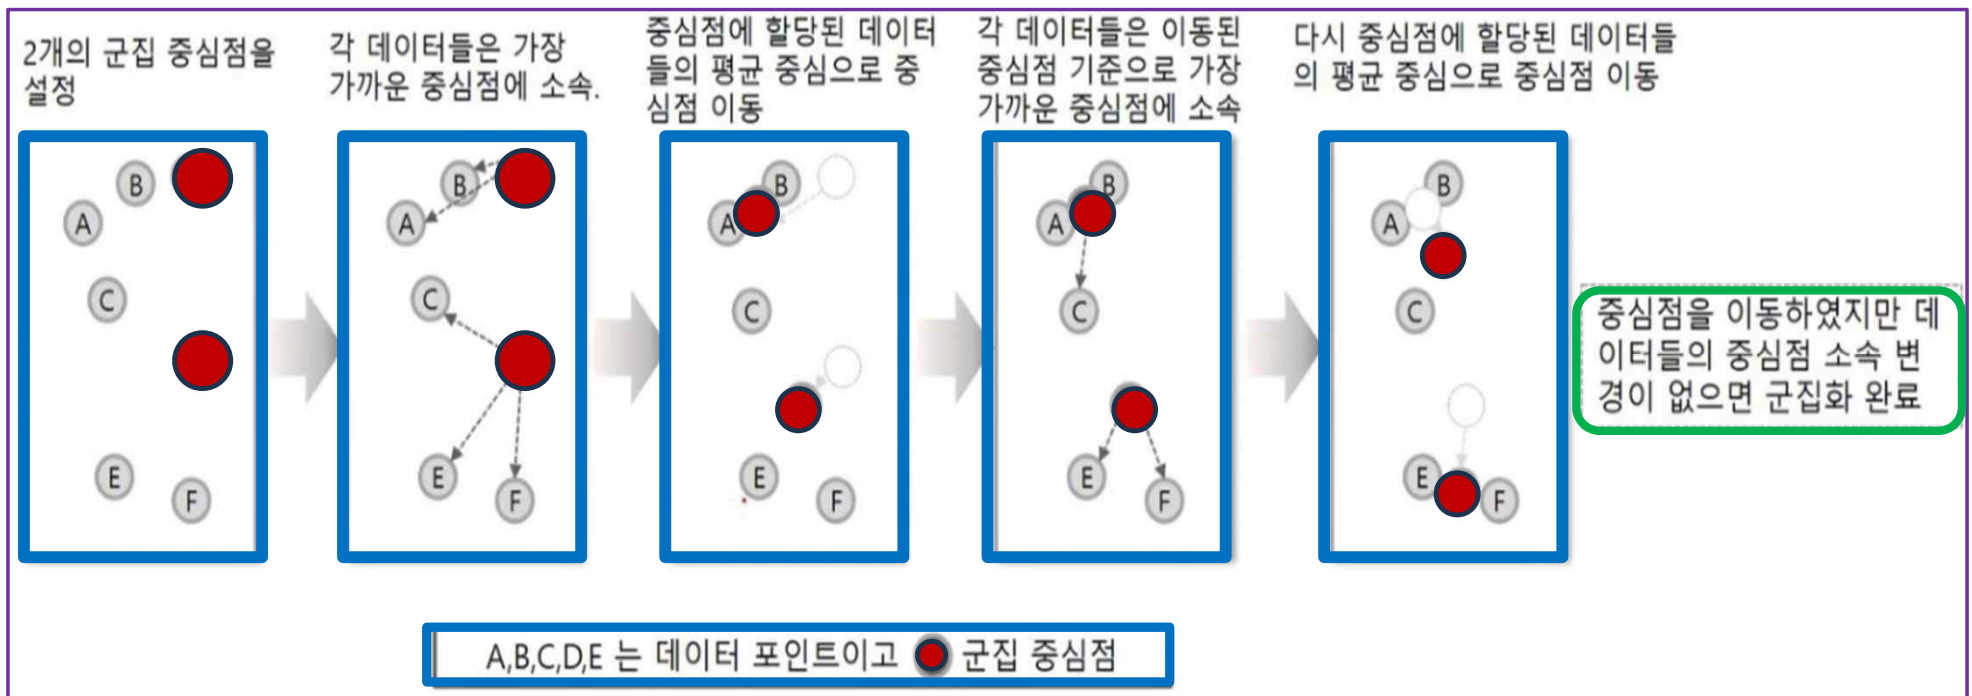 2개의 군집 중심점을
설정
각 데이터들은 가장
가까운 중심점에 소속.
중심점에 할당된 데이터
들의 평균 중심으로 중
심점 이동
각 데이터들은 이동된
중심점 기준으로 가장
가까운 중심점에 소속
다시 중심점에 할당된 데이터들
의 평균 중심으로 중심점 이동
B
A
C
E
F
B
A
C
E
F
B
A
C
E
F
B
A
C
E
F
B
A
C
E
F
중심점을 이동하였지만 데
이터들의 중심점 소속 변
경이 없으면 군집화 완료
A,B,C,D,E 는 데이터 포인트이고 군집 중심점